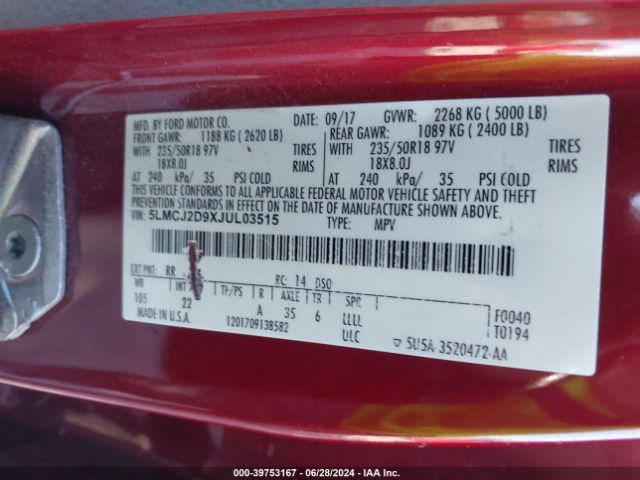 MFD. BY FORD MOTOR CO.
DATE: 09/17 GVWR: 2268 KG ( 5000 LB)
FRONT GAWR: 1188 KG ( 2620 LB) REAR GAWR: 1089 KG ( 2400 LB)
WITH 235/50R18 97V TIRES WITH 235/50R18 97V TIRES
18X8.0J RIMS 18X8.0J RIMS
AT 240 kPa/ 35 PSI COLD AT 240 kPa/ 35 PSI COLD
THIS VEHICLE CONFORMS TO ALL APPLICABLE FEDERAL MOTOR VEHICLE SAFETY AND THEFT
PREVENTION STANDARDS IN EFFECT ON THE DATE OF MANUFACTURE SHOWN ABOVE.
VIN: 5LMCJ2D9XJUL03515
TYPE: MPV
EXT PNT: RR RC: 14 DSO:
WB INT TP/PS R AXLE TR SPR
105 22 A 35 6 LLLL
ULC
MADE IN U.S.A. 1201709138582
F0040
T0194
5U5A-3520472-AA
000-39753167 - 06/28/2024 - IAA Inc.